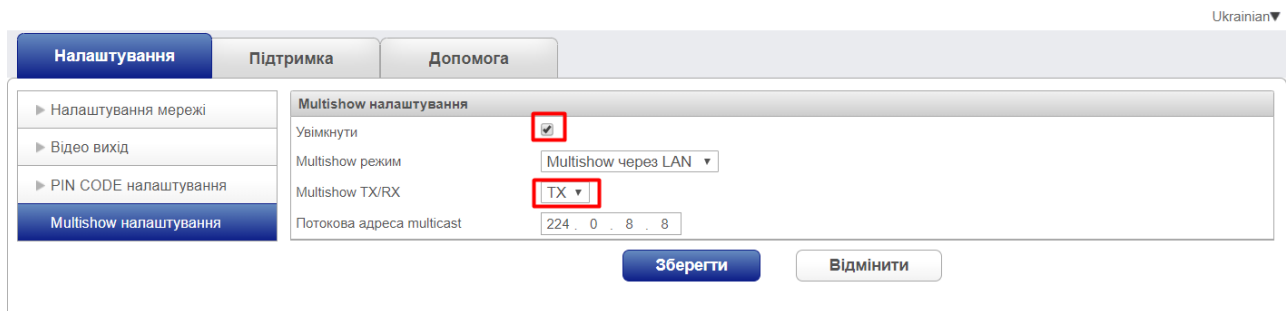 Ukrainian▼
Налаштування Підтримка Допомога
Налаштування мережі
Відео вихід
PIN CODE налаштування
Multishow налаштування
Multishow налаштування
Увімкнути
Multishow режим Multishow через LAN ▼
Multishow TX/RX TX ▼
Потокова адреса multicast 224 . 0 . 8 . 8
Зберегти Відмінити